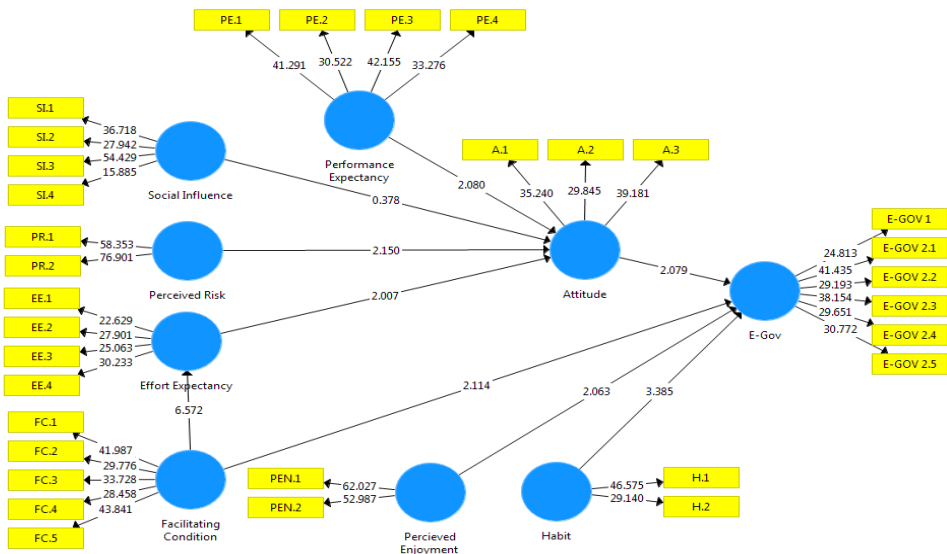 PE.1
PE.2
PE.3
PE.4
41.291
30.522
42.155
33.276
Performance
Expectancy
SI.1
SI.2
SI.3
SI.4
36.718
27.942
54.429
15.885
Social Influence
A.1
A.2
A.3
35.240
29.845
39.181
2.080
0.378
PR.1
PR.2
58.353
76.901
Perceived Risk
2.150
Attitude
2.079
E-GOV 1
E-GOV 2.1
E-GOV 2.2
E-GOV 2.3
E-GOV 2.4
E-GOV 2.5
24.813
41.435
29.193
38.154
29.651
30.772
E-Gov
EE.1
EE.2
EE.3
EE.4
22.629
27.901
25.063
30.233
Effort Expectancy
2.007
6.572
2.114
2.063
3.385
FC.1
FC.2
FC.3
FC.4
FC.5
41.987
29.776
33.728
28.458
43.841
Facilitating
Condition
PEN.1
PEN.2
62.027
52.987
Percieved
Enjoyment
Habit
46.575
29.140
H.1
H.2